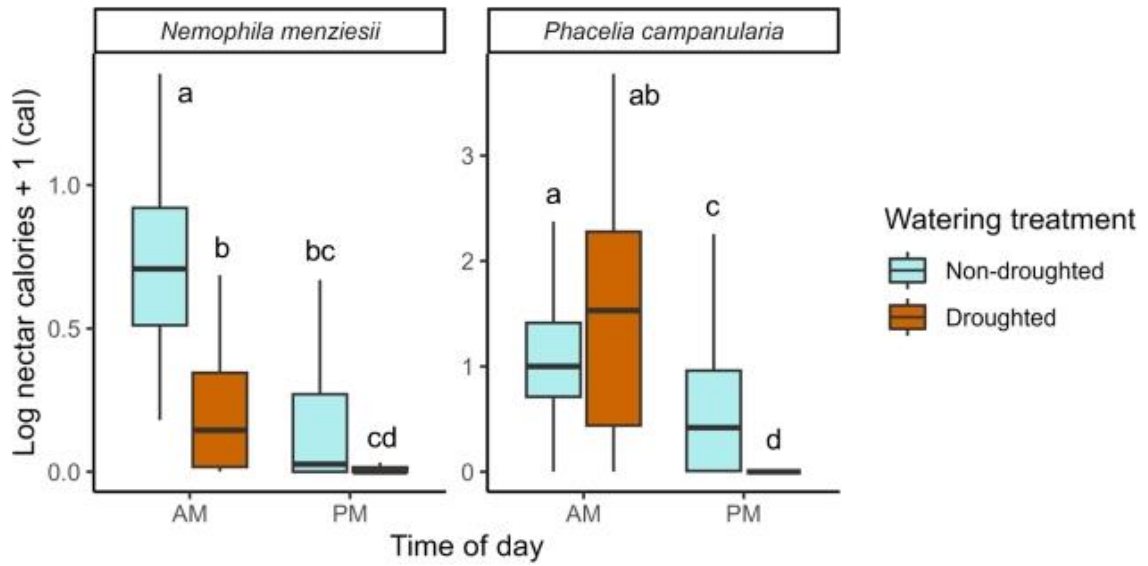 Nemophila menziesii
Phacelia campanularia
Log nectar calories + 1 (cal)
1.0
0.5
0.0
a
b
bc
cd
3
2
1
0
a
ab
c
d
AM
PM
AM
PM
Time of day
Watering treatment
Non-droughted
Droughted